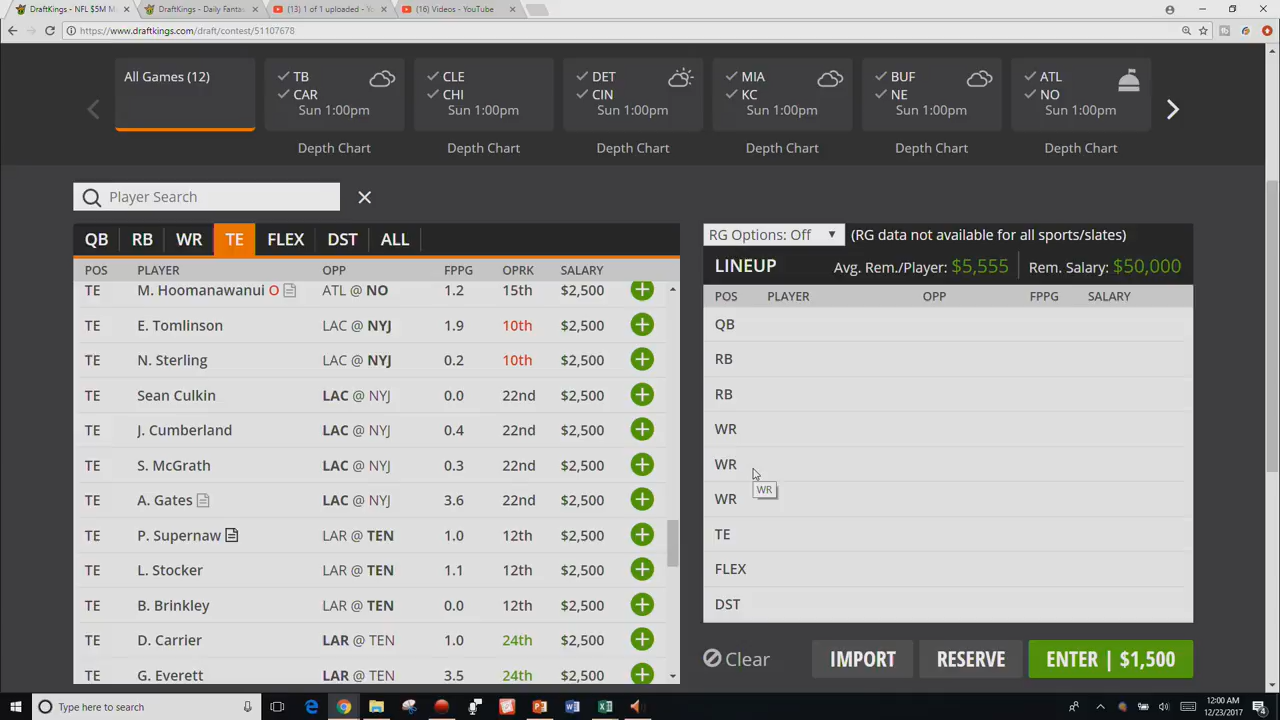 DraftKings - NFL $5M M
DraftKings - Daily Fantas
(13) 1 of 1 uploaded - Yo
(16) Videos - YouTube
https://www.draftkings.com/draft/contest/51107678
All Games (12)
TB
CAR
Sun 1:00pm
Depth Chart
CLE
CHI
Sun 1:00pm
Depth Chart
DET
CIN
Sun 1:00pm
Depth Chart
MIA
KC
Sun 1:00pm
Depth Chart
BUF
NE
Sun 1:00pm
Depth Chart
ATL
NO
Sun 1:00pm
Depth Chart
Player Search
QB RB WR TE FLEX DST ALL
POS PLAYER OPP FPPG OPRK SALARY
TE M. Hoomanawanui O ATL @ NO 1.2 15th $2,500
TE E. Tomlinson LAC @ NYJ 1.9 10th $2,500
TE N. Sterling LAC @ NYJ 0.2 10th $2,500
TE Sean Culkin LAC @ NYJ 0.0 22nd $2,500
TE J. Cumberland LAC @ NYJ 0.4 22nd $2,500
TE S. McGrath LAC @ NYJ 0.3 22nd $2,500
TE A. Gates LAC @ NYJ 3.6 22nd $2,500
TE P. Supernaw LAR @ TEN 1.0 12th $2,500
TE L. Stocker LAR @ TEN 1.1 12th $2,500
TE B. Brinkley LAR @ TEN 0.0 12th $2,500
TE D. Carrier LAR @ TEN 1.0 24th $2,500
TE G. Everett LAR @ TEN 3.5 24th $2,500
RG Options: Off (RG data not available for all sports/slates)
LINEUP Avg. Rem./Player: $5,555 Rem. Salary: $50,000
POS PLAYER OPP FPPG SALARY
QB
RB
RB
WR
WR
WR
WR
TE
FLEX
DST
Clear IMPORT RESERVE ENTER | $1,500
Type here to search
12:00 AM
12/23/2017
4